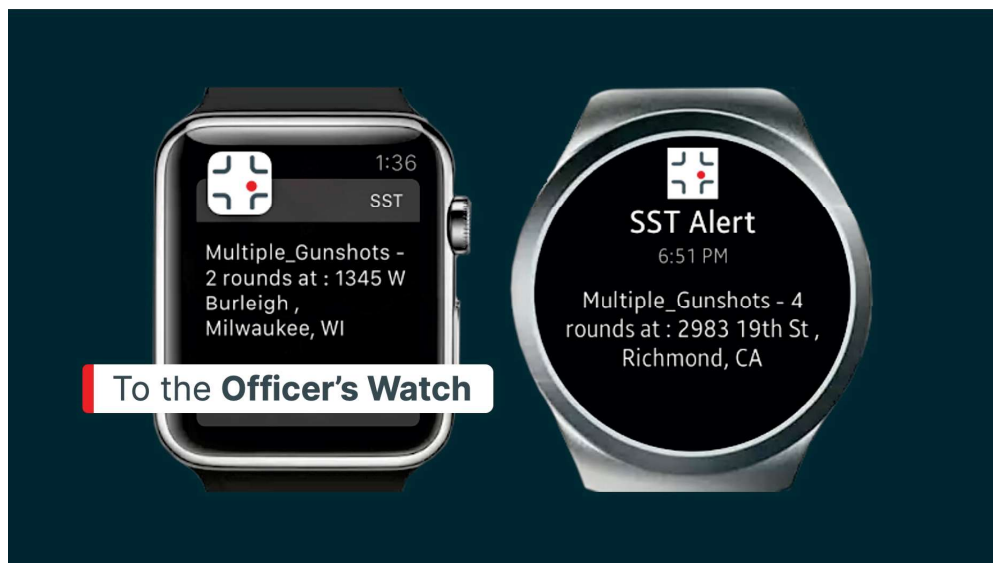 1:36
SST
Multiple_Gunshots -
2 rounds at : 1345 W
Burleigh ,
Milwaukee, WI
To the Officer's Watch
SST Alert
6:51 PM
Multiple_Gunshots - 4
rounds at : 2983 19th St ,
Richmond, CA